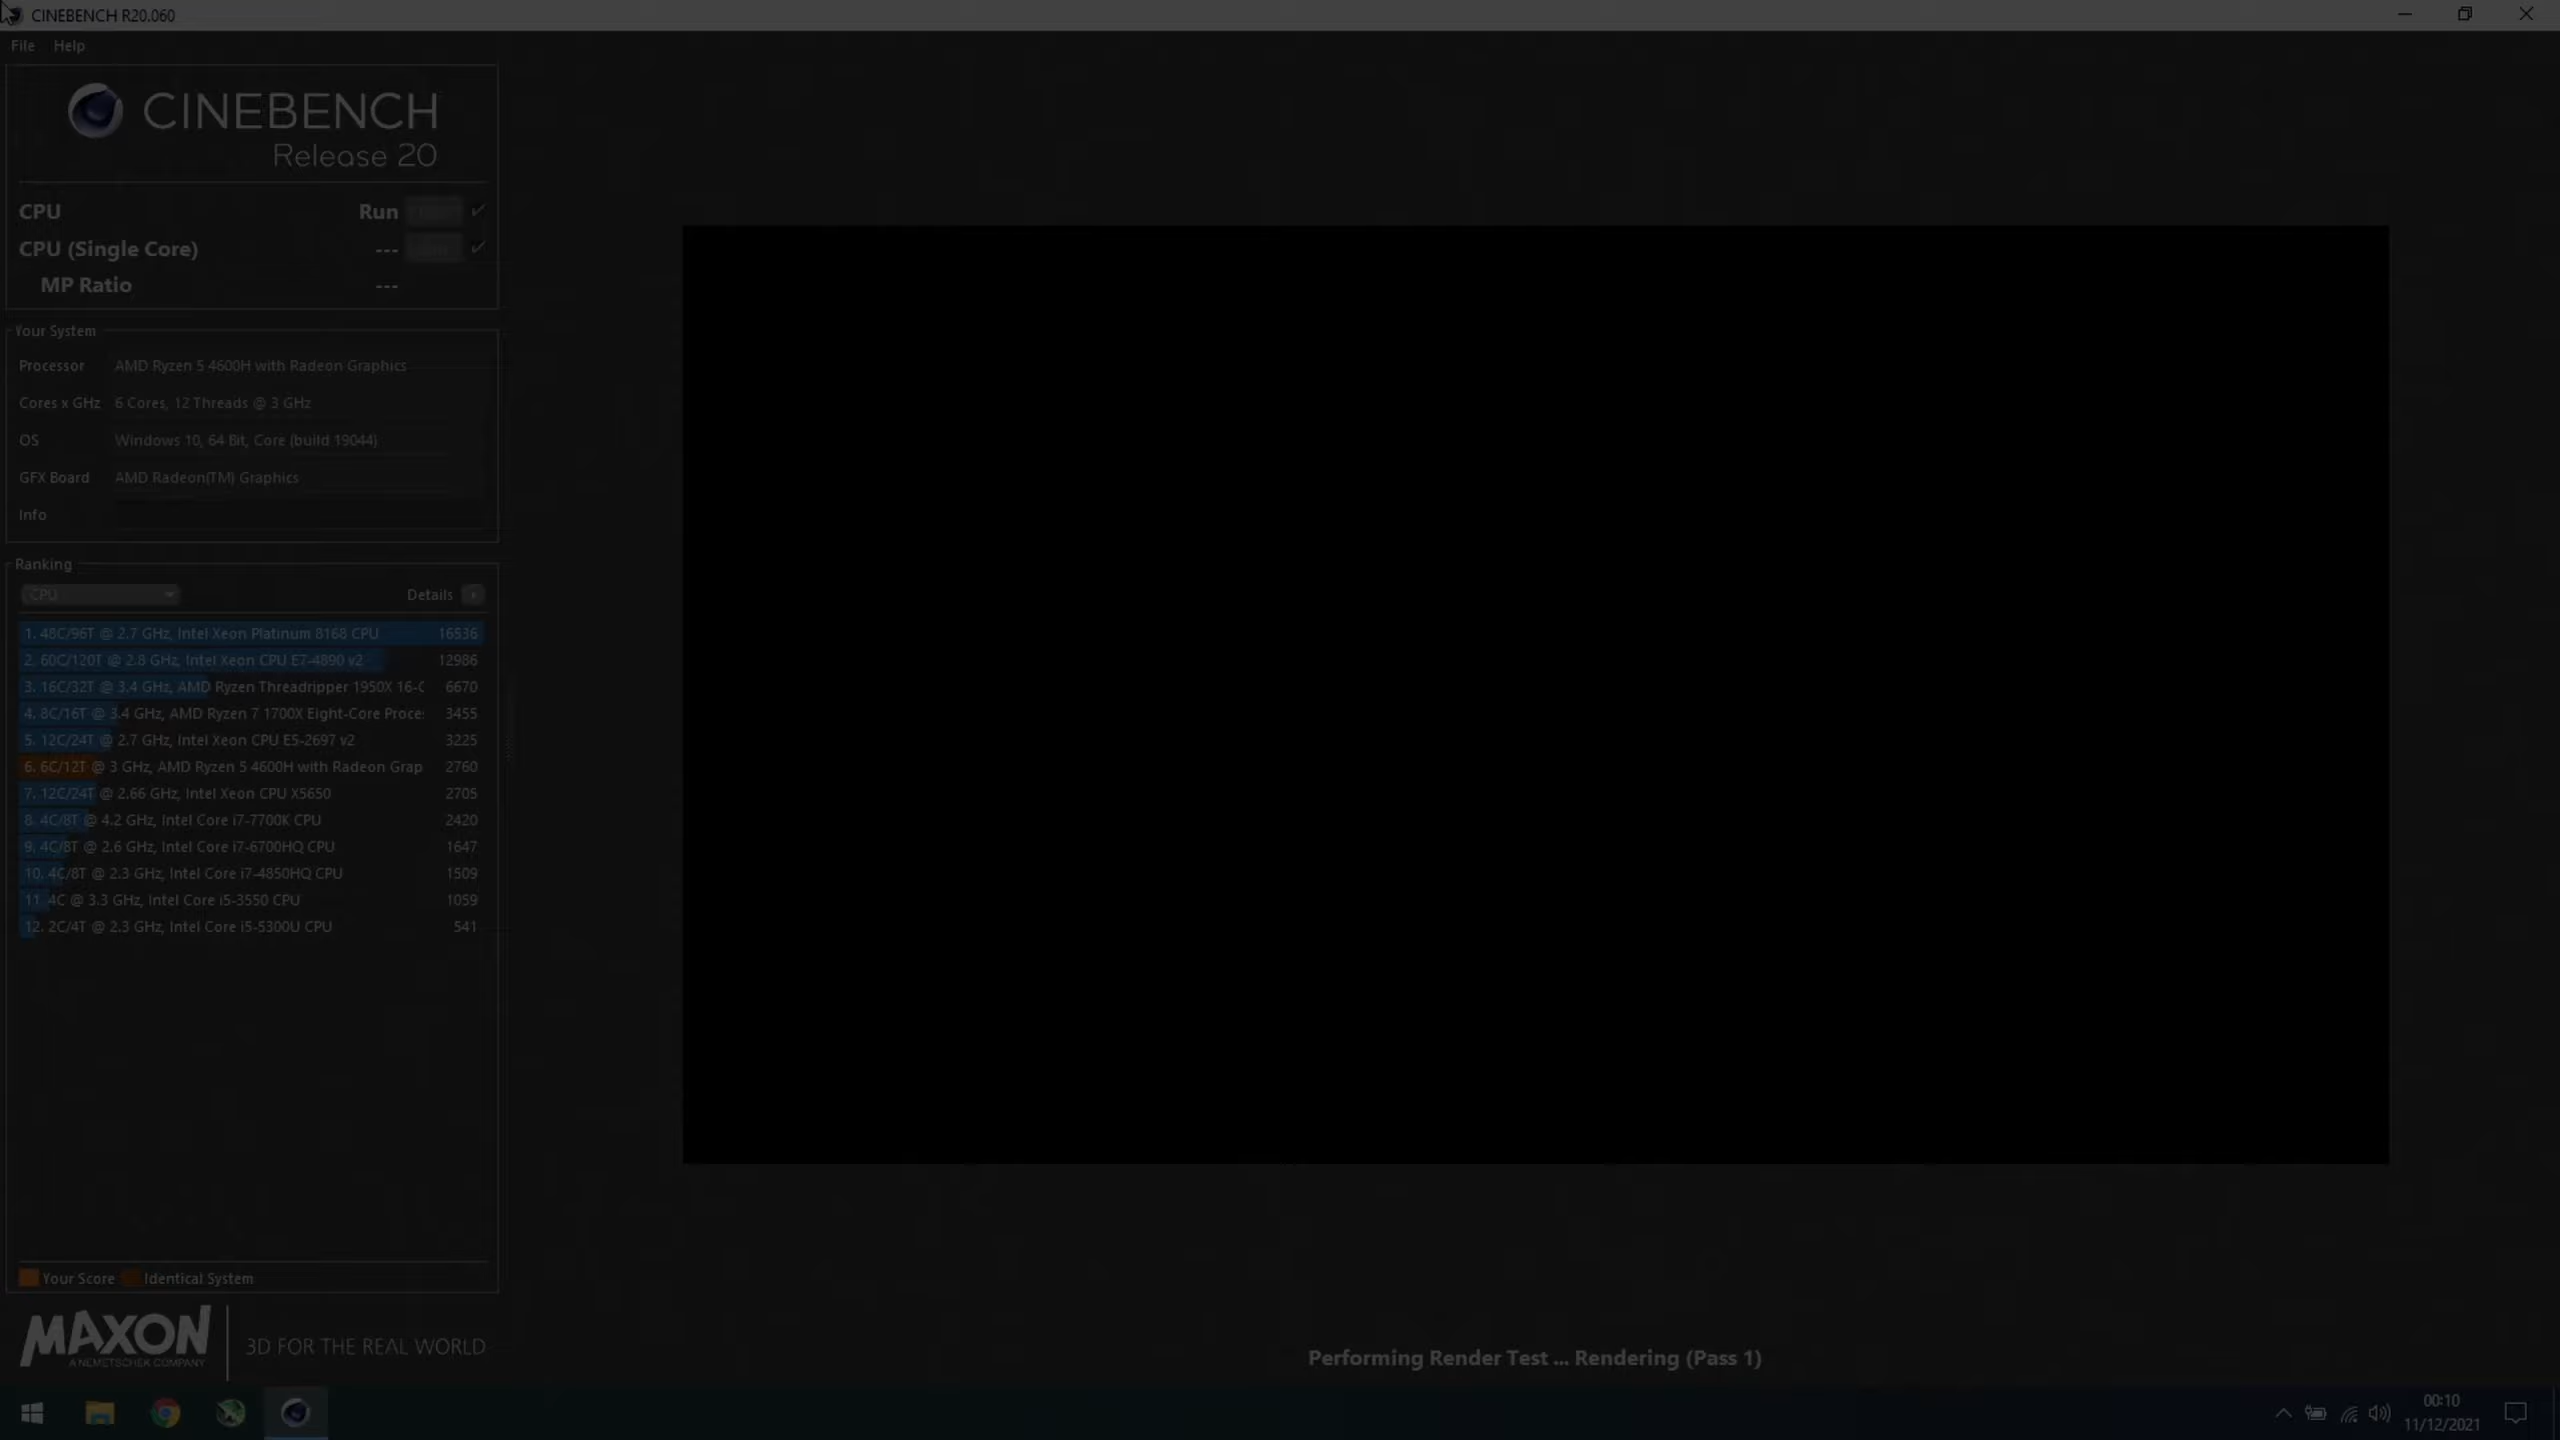 CINEBENCH R20.060
File Help
CINEBENCH
Release 20
CPU Run
CPU (Single Core) ---
MP Ratio ---
Your System
Processor AMD Ryzen 5 4600H with Radeon Graphics
Cores x GHz 6 Cores, 12 Threads @ 3 GHz
OS Windows 10, 64 Bit, Core (build 19044)
GFX Board AMD Radeon(TM) Graphics
Info
Ranking
CPU Details
1. 48C/96T @ 2.7 GHz, Intel Xeon Platinum 8168 CPU 16536
2. 60C/120T @ 2.8 GHz, Intel Xeon CPU E7-4890 v2 12986
3. 16C/32T @ 3.4 GHz, AMD Ryzen Threadripper 1950X 16-C 6670
4. 8C/16T @ 3.4 GHz, AMD Ryzen 7 1700X Eight-Core Proce 3455
5. 12C/24T @ 2.7 GHz, Intel Xeon CPU E5-2697 v2 3225
6. 6C/12T @ 3 GHz, AMD Ryzen 5 4600H with Radeon Grap 2760
7. 12C/24T @ 2.66 GHz, Intel Xeon CPU X5650 2705
8. 4C/8T @ 4.2 GHz, Intel Core i7-7700K CPU 2420
9. 4C/8T @ 2.6 GHz, Intel Core i7-6700HQ CPU 1647
10. 4C/8T @ 2.3 GHz, Intel Core i7-4850HQ CPU 1509
11. 4C @ 3.3 GHz, Intel Core i5-3550 CPU 1059
12. 2C/4T @ 2.3 GHz, Intel Core i5-5300U CPU 541
Your Score Identical System
MAXON
A NEMETSCHEK COMPANY
3D FOR THE REAL WORLD
Performing Render Test ... Rendering (Pass 1)
00:10
11/12/2021